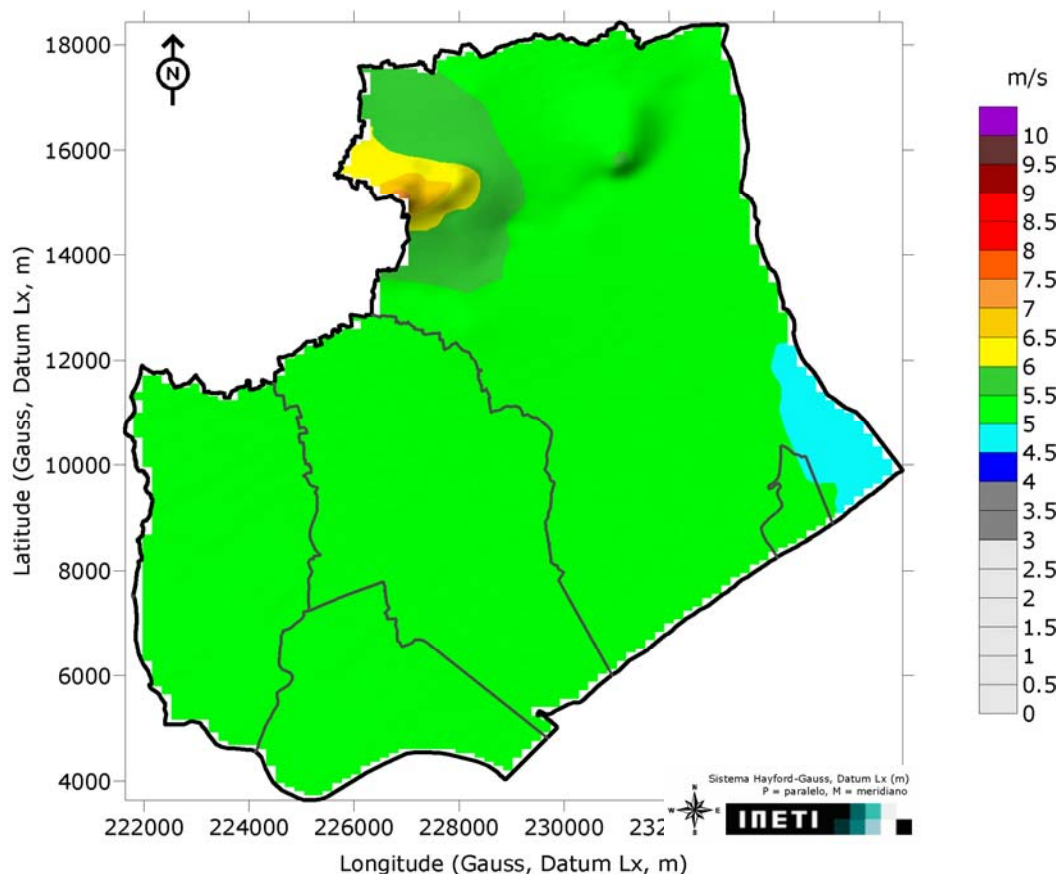 N
m/s
10
9.5
9
8.5
8
7.5
7
6.5
6
5.5
5
4.5
4
3.5
3
2.5
2
1.5
1
0.5
0
Latitude (Gauss, Datum Lx, m)
18000
16000
14000
12000
10000
8000
6000
4000
222000 224000 226000 228000 230000 232
Longitude (Gauss, Datum Lx, m)
Sistema Hayford-Gauss, Datum Lx (m)
P = paralelo, M = meridiano
N
W E
S
INETI